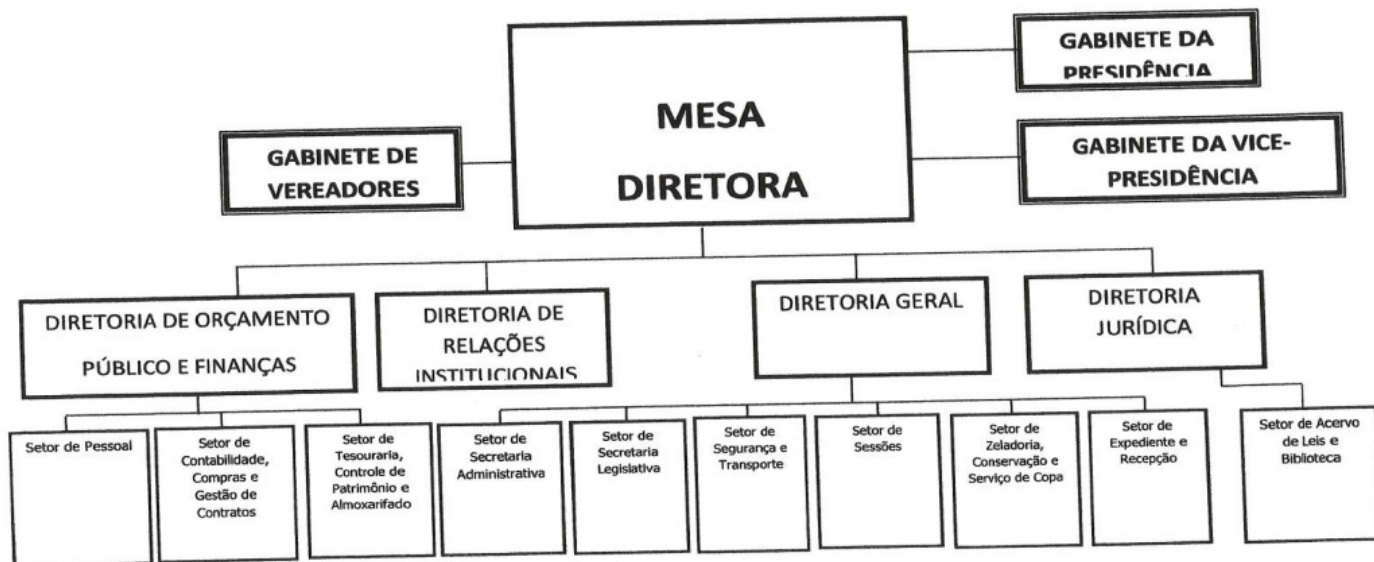 GABINETE DA
PRESIDÊNCIA
MESA
DIRETORA
GABINETE DE
VEREADORES
GABINETE DA VICE-
PRESIDÊNCIA
DIRETORIA DE ORÇAMENTO
PÚBLICO E FINANÇAS
DIRETORIA DE
RELAÇÕES
INSTITUCIONAIS
DIRETORIA GERAL
DIRETORIA
JURÍDICA
Setor de Pessoal
Setor de
Contabilidade,
Compras e
Gestão de
Contratos
Setor de
Tesouraria,
Controle de
Patrimônio e
Almoxarifado
Setor de
Secretaria
Administrativa
Setor de
Secretaria
Legislativa
Setor de
Segurança e
Transporte
Setor de
Sessões
Setor de
Zeladoria,
Conservação e
Serviço de Copa
Setor de
Expediente e
Recepção
Setor de Acervo
de Leis e
Biblioteca